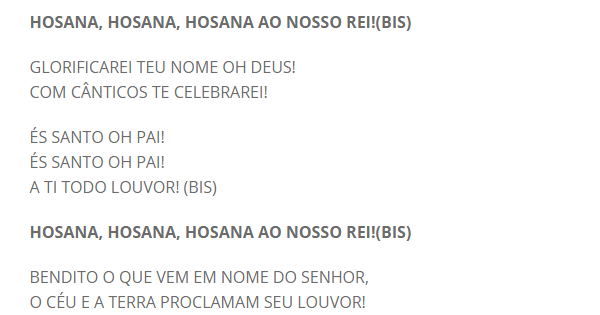 HOSANA, HOSANA, HOSANA AO NOSSO REI!(BIS)
GLORIFICAREI TEU NOME OH DEUS!
COM CÂNTICOS TE CELEBRAREI!
ÉS SANTO OH PAI!
ÉS SANTO OH PAI!
A TI TODO LOUVOR! (BIS)
HOSANA, HOSANA, HOSANA AO NOSSO REI!(BIS)
BENDITO O QUE VEM EM NOME DO SENHOR,
O CÉU E A TERRA PROCLAMAM SEU LOUVOR!